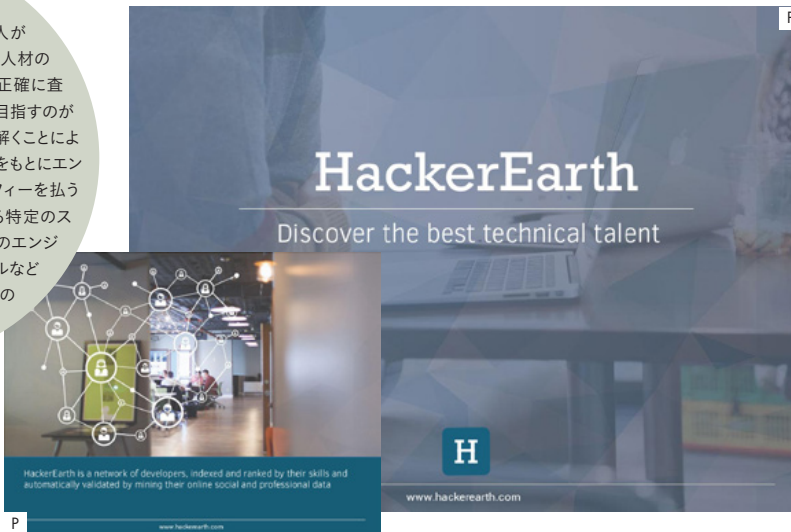 人が
人材の
正確に査
目指すのが
解くことによ
をもとにエン
フィーを払う
る特定のス
のエンジ
ルなど
の
P
HackerEarth
Discover the best technical talent
H
www.hackerearth.com
HackerEarth is a network of developers, indexed and ranked by their skills and
automatically validated by mining their online social and professional data
www.hackerearth.com
P